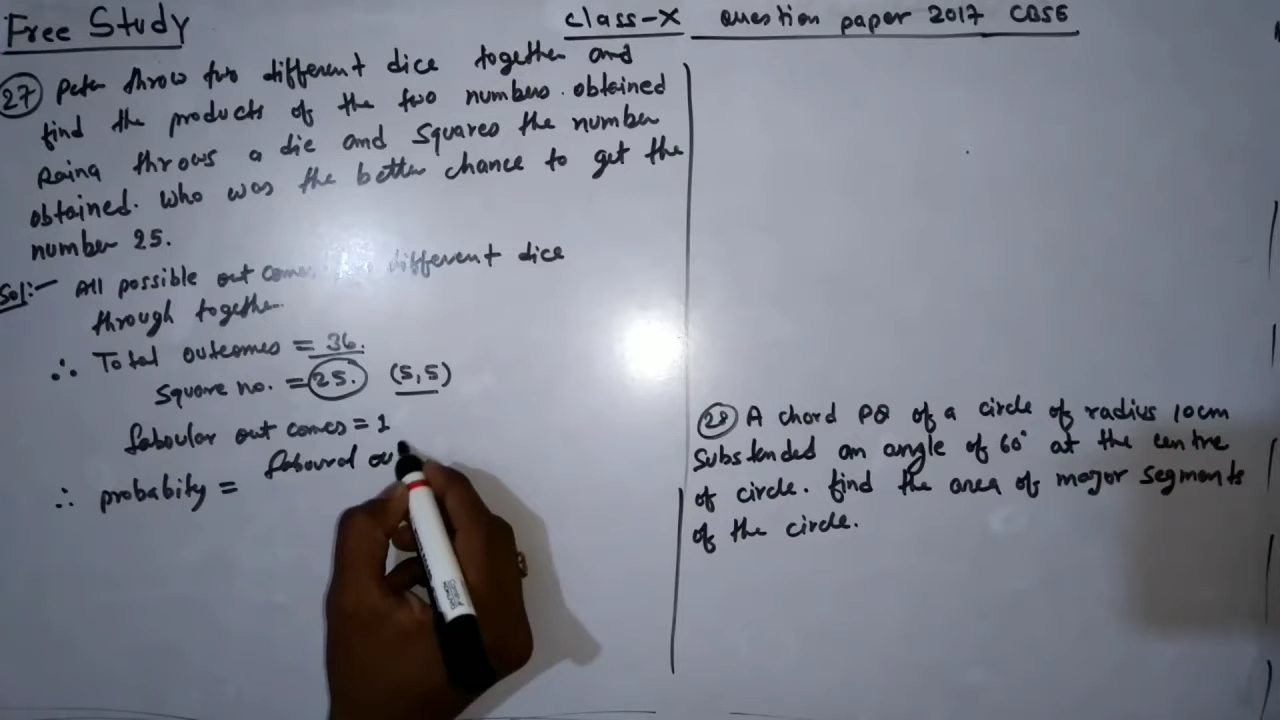 Free Study
class-X question paper 2017 CBSE
27 Peter throw two different dice together and
find the products of the two numbers. obtained
Raina throws a die and squares the number
obtained. who was the better chance to get the
number 25.
Sol:- All possible out comes different dice
through together.
∴ Total outcomes = 36.
Square no. = 25. (5,5)
faboular out comes = 1
∴ probabity = faboural ou
28 A chord PQ of a circle of radius 10cm
Substended an angle of 60° at the centre
of circle. find the area of major segments
of the circle.